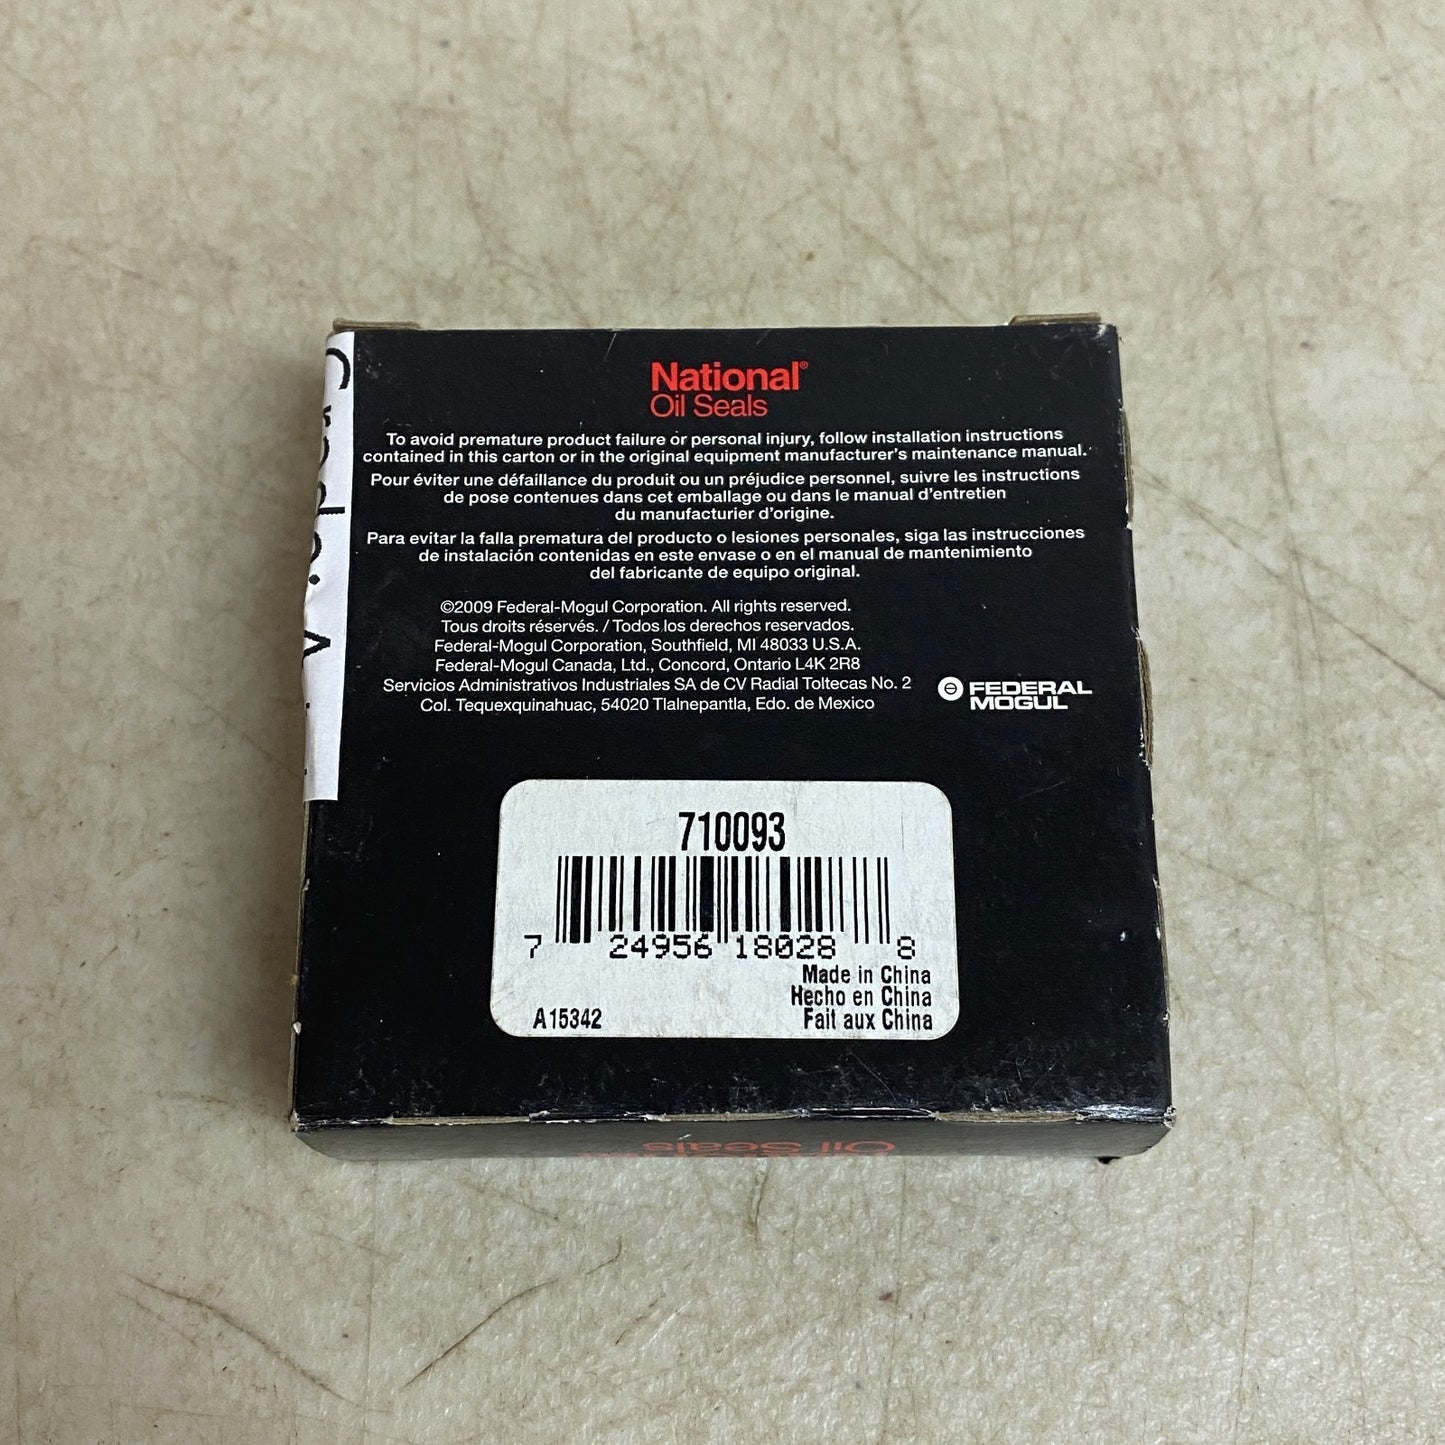 National®
Oil Seals
To avoid premature product failure or personal injury, follow installation instructions
contained in this carton or in the original equipment manufacturer's maintenance manual.
Pour éviter une défaillance du produit ou un préjudice personnel, suivre les instructions
de pose contenues dans cet emballage ou dans le manual d'entretien
du manufacturier d'origine.
Para evitar la falla prematura del producto o lesiones personales, siga las instrucciones
de instalación contenidas en este envase o en el manual de mantenimiento
del fabricante de equipo original.
©2009 Federal-Mogul Corporation. All rights reserved.
Tous droits réservés. / Todos los derechos reservados.
Federal-Mogul Corporation, Southfield, MI 48033 U.S.A.
Federal-Mogul Canada, Ltd., Concord, Ontario L4K 2R8
Servicios Administrativos Industriales SA de CV Radial Toltecas No. 2
Col. Tequexquinahuac, 54020 Tlalnepantla, Edo. de Mexico
FEDERAL
MOGUL
710093
7 24956 18028 8
Made in China
Hecho en China
A15342 Fait aux China
Oil Seals